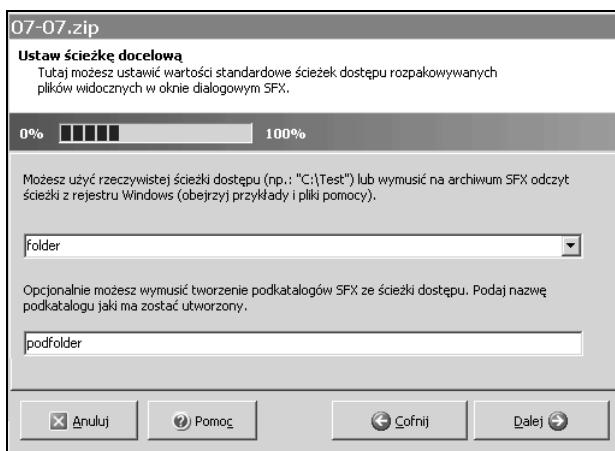 07-07.zip
Ustaw ścieżkę docelową
Tutaj możesz ustawić wartości standardowe ścieżek dostępu rozpakowywanych
plików widocznych w oknie dialogowym SFX.
0% 100%
Możesz użyć rzeczywistej ścieżki dostępu (np.: "C:\Test") lub wymusić na archiwum SFX odczyt
ścieżki z rejestru Windows (obejrzyj przykłady i pliki pomocy).
folder
Opcjonalnie możesz wymusić tworzenie podkatalogów SFX ze ścieżki dostępu. Podaj nazwę
podkatalogu jaki ma zostać utworzony.
podfolder
Anuluj Pomoc Cofnij Dalej